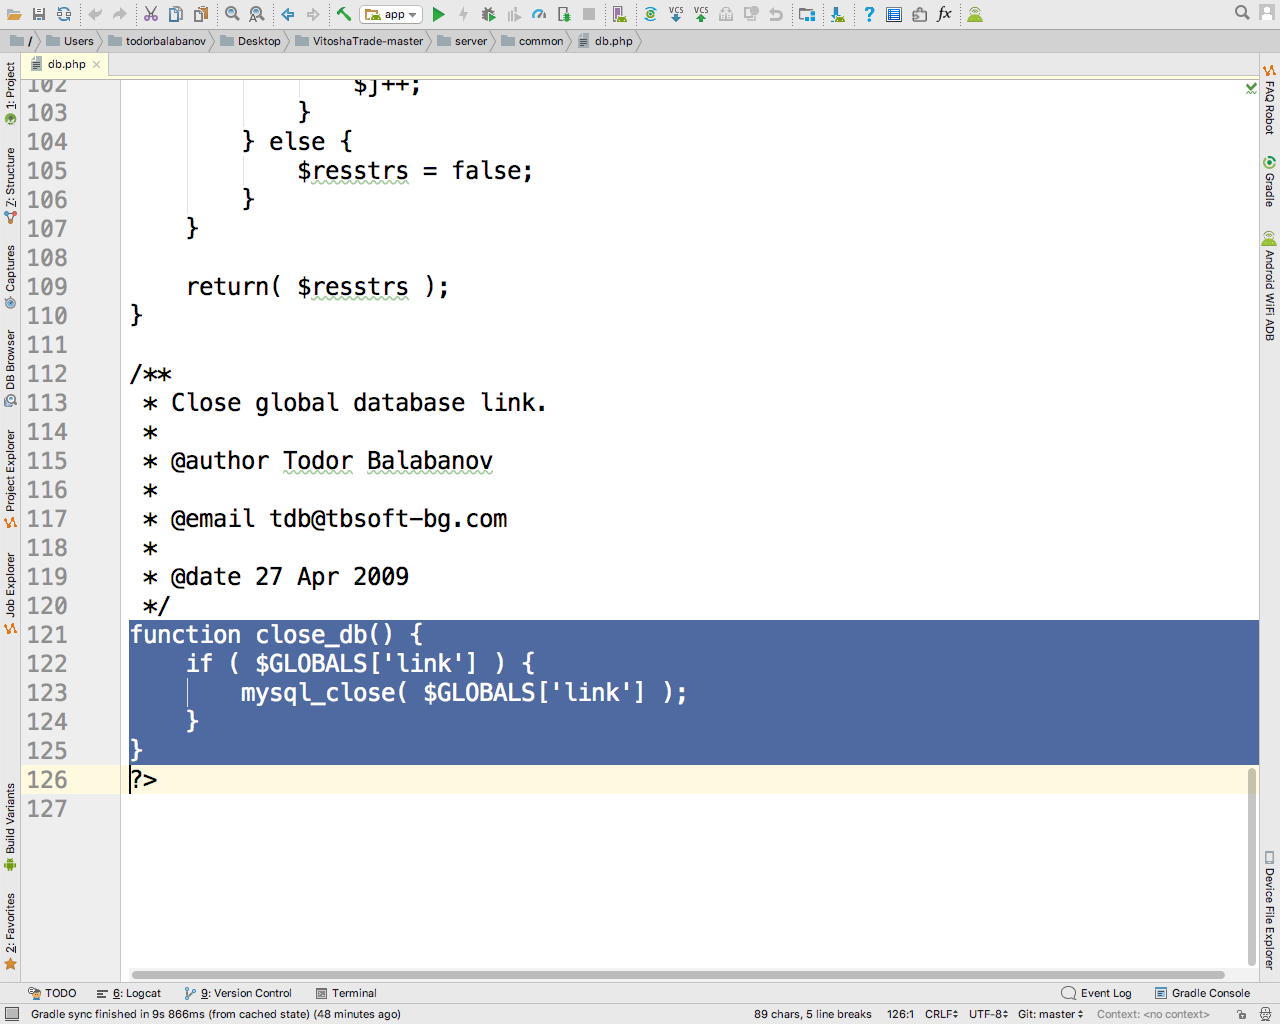 app
VCS
VCS
fx
/
Users
todorbalabanov
Desktop
VitoshaTrade-master
server
common
db.php
db.php
1: Project
7: Structure
Captures
DB Browser
Project Explorer
Job Explorer
Build Variants
2: Favorites
102 $j++;
103 }
104 } else {
105 $resstrs = false;
106 }
107 }
108
109 return( $resstrs );
110 }
111
112 /**
113 * Close global database link.
114 *
115 * @author Todor Balabanov
116 *
117 * @email tdb@tbsoft-bg.com
118 *
119 * @date 27 Apr 2009
120 */
121 function close_db() {
122 if ( $GLOBALS['link'] ) {
123 mysql_close( $GLOBALS['link'] );
124 }
125 }
126 ?>
127
FAQ Robot
Gradle
Android WiFi ADB
Device File Explorer
TODO
6: Logcat
9: Version Control
Terminal
Event Log
Gradle Console
Gradle sync finished in 9s 866ms (from cached state) (48 minutes ago)
89 chars, 5 line breaks
126:1
CRLF
UTF-8
Git: master
Context: <no context>